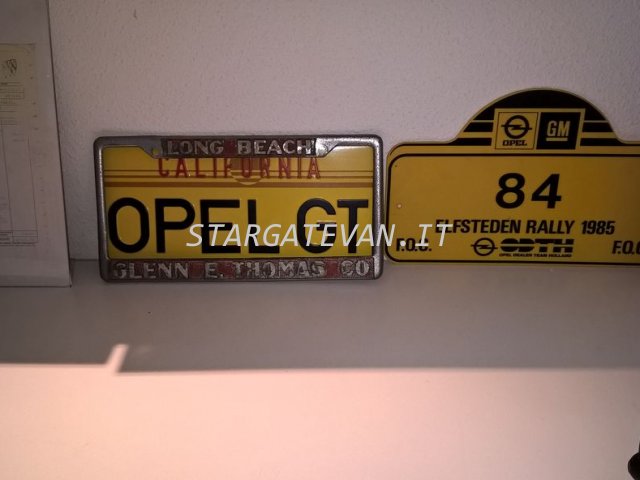 LONG BEACH
CALIFORNIA
OPEL GT
GLENN E. THOMAS CO
OPEL
GM
84
ELFSTEDEN RALLY 1985
F.O.C.
ODTH
F.O.C
OPEL DEALER TEAM HOLLAND
STARGATEVAN.IT